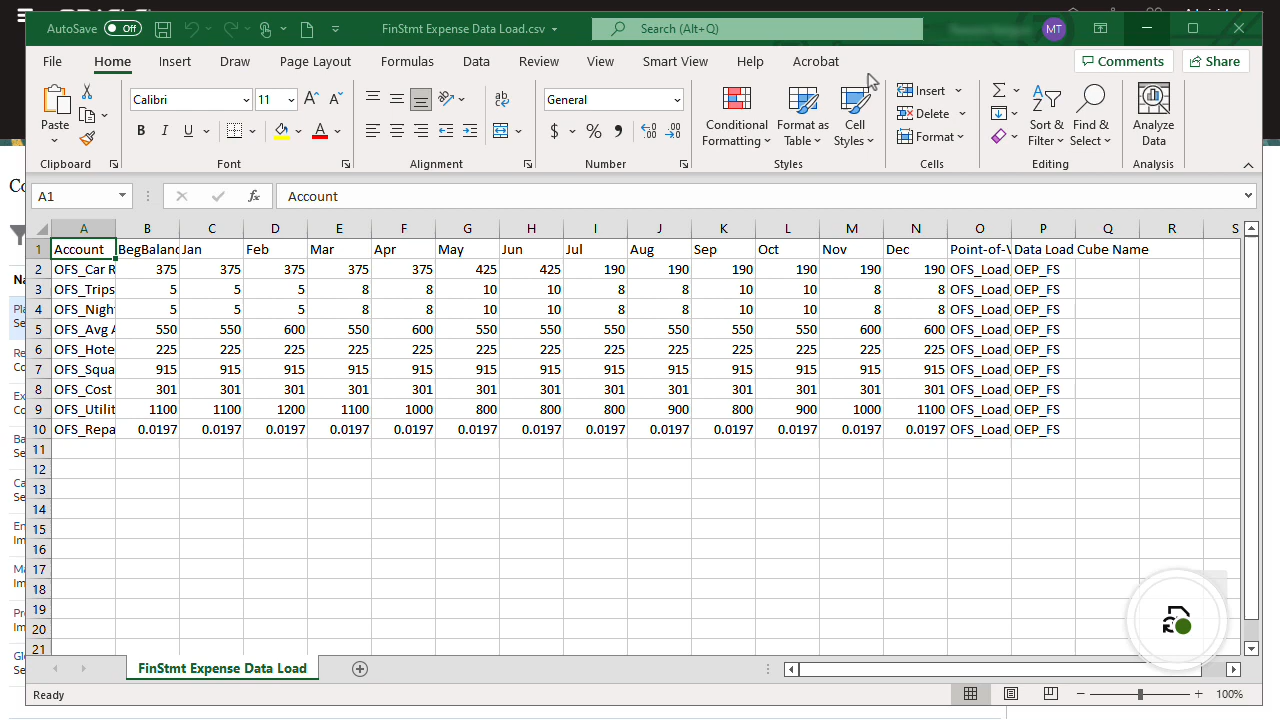 AutoSave Off FinStmt Expense Data Load.csv Search (Alt+Q) MT
File Home Insert Draw Page Layout Formulas Data Review View Smart View Help Acrobat Comments Share
Paste Calibri 11 General Conditional Formatting Format as Table Cell Styles Insert Delete Format Sort & Filter Find & Select Analyze Data
Clipboard Font Alignment Number Styles Cells Editing Analysis
A1 Account
A B C D E F G H I J K L M N O P Q R S
1 Account BegBalanc Jan Feb Mar Apr May Jun Jul Aug Sep Oct Nov Dec Point-of-V Data Load Cube Name
2 OFS_Car R 375 375 375 375 375 425 425 190 190 190 190 190 190 OFS_Load OEP_FS
3 OFS_Trips 5 5 5 8 8 10 10 8 8 10 10 8 8 OFS_Load OEP_FS
4 OFS_Nigh 5 5 5 8 8 10 10 8 8 10 10 8 8 OFS_Load OEP_FS
5 OFS_Avg A 550 550 600 550 600 550 550 550 550 550 550 600 600 OFS_Load OEP_FS
6 OFS_Hote 225 225 225 225 225 225 225 225 225 225 225 225 225 OFS_Load OEP_FS
7 OFS_Squa 915 915 915 915 915 915 915 915 915 915 915 915 915 OFS_Load OEP_FS
8 OFS_Cost 301 301 301 301 301 301 301 301 301 301 301 301 301 OFS_Load OEP_FS
9 OFS_Utilit 1100 1100 1200 1100 1000 800 800 800 900 800 900 1000 1100 OFS_Load OEP_FS
10 OFS_Repa 0.0197 0.0197 0.0197 0.0197 0.0197 0.0197 0.0197 0.0197 0.0197 0.0197 0.0197 0.0197 0.0197 OFS_Load OEP_FS
11
12
13
14
15
16
17
18
19
20
21
FinStmt Expense Data Load
Ready 100%